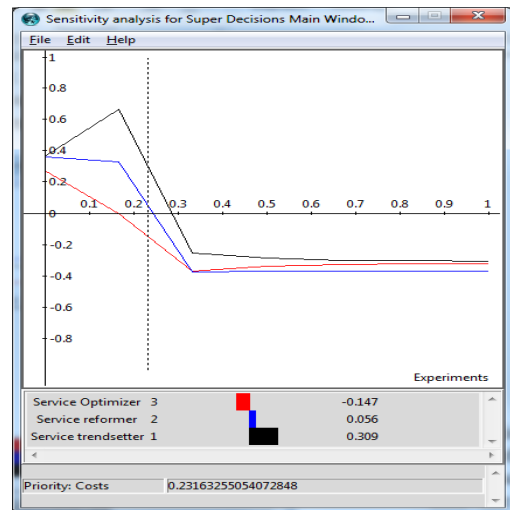 Sensitivity analysis for Super Decisions Main Windo...
File Edit Help
1
0.8
0.6
0.4
0.2
0.1 0.2 0.3 0.4 0.5 0.6 0.7 0.8 0.9 1
0
-0.2
-0.4
-0.6
-0.8
Experiments
Service Optimizer 3 -0.147
Service reformer 2 0.056
Service trendsetter 1 0.309
Priority: Costs 0.23163255054072848